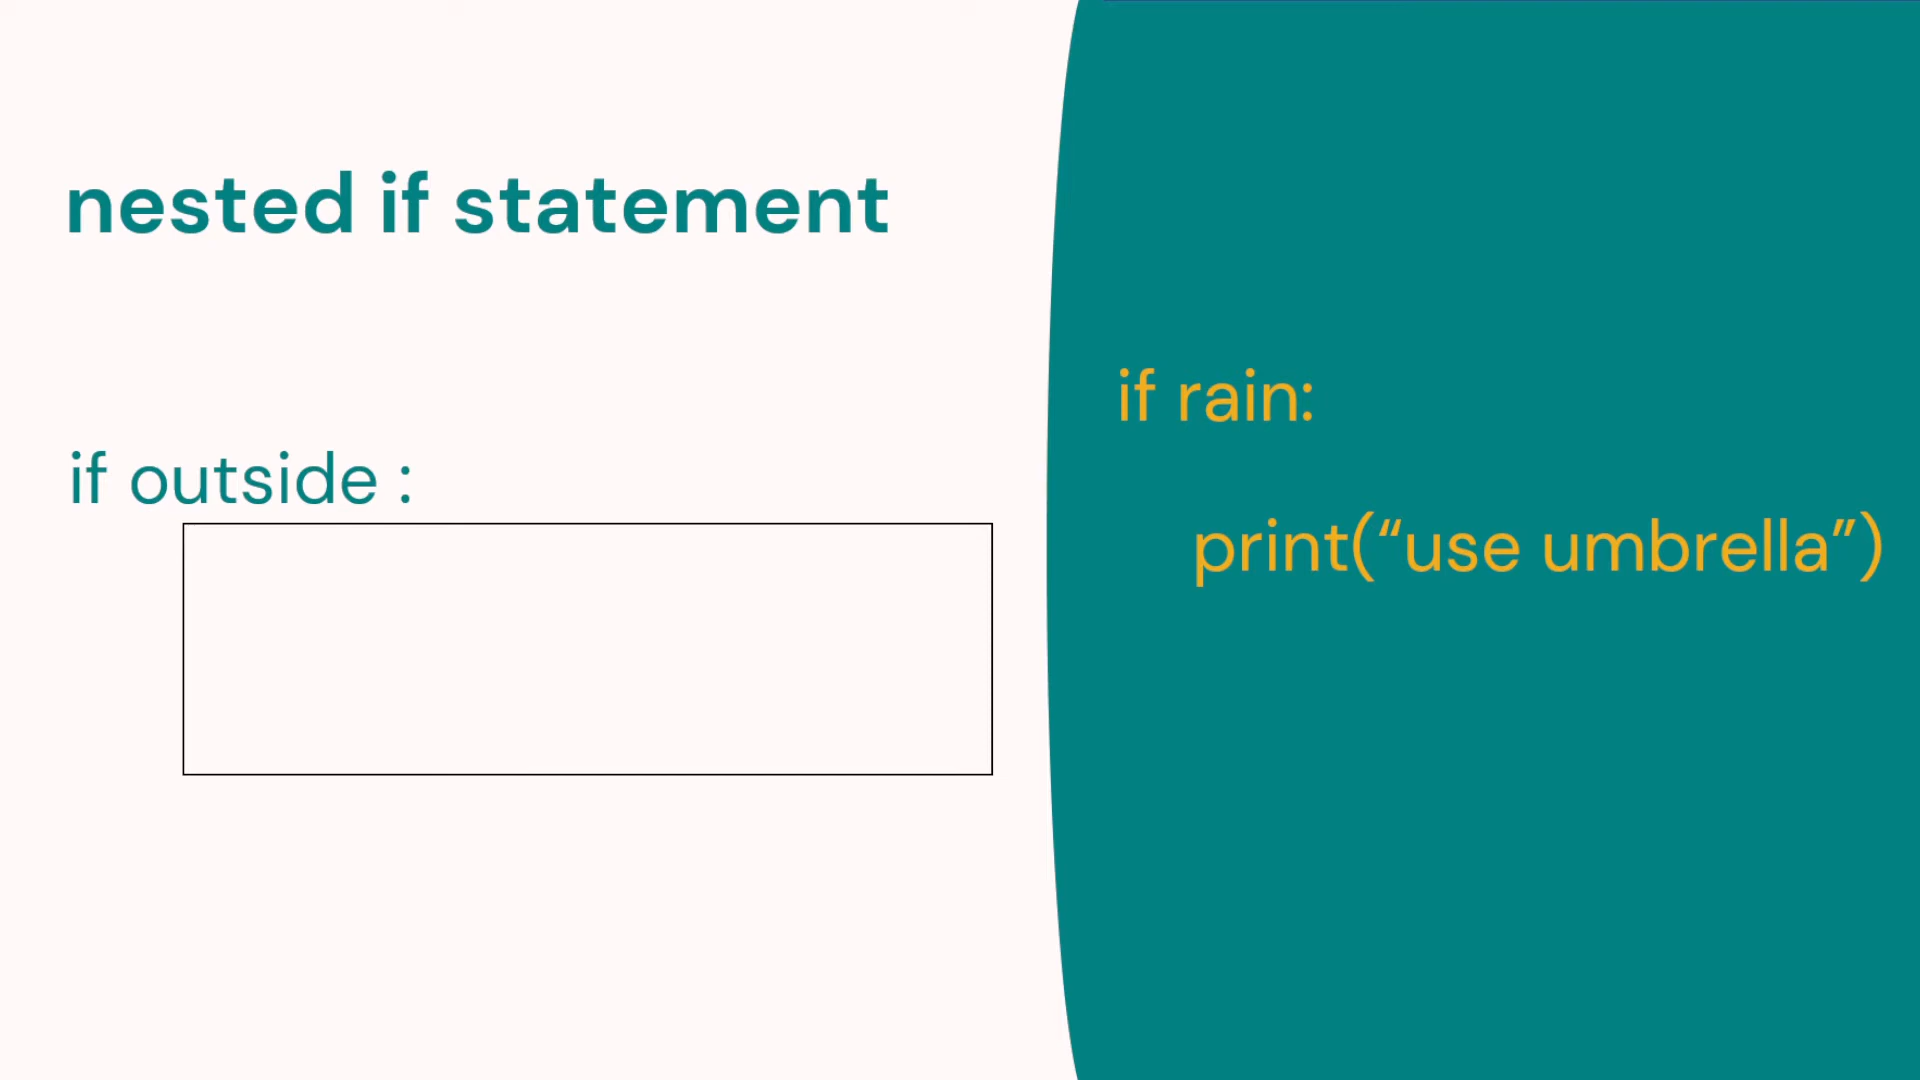 nested if statement
if outside :
if rain:
print(“use umbrella”)